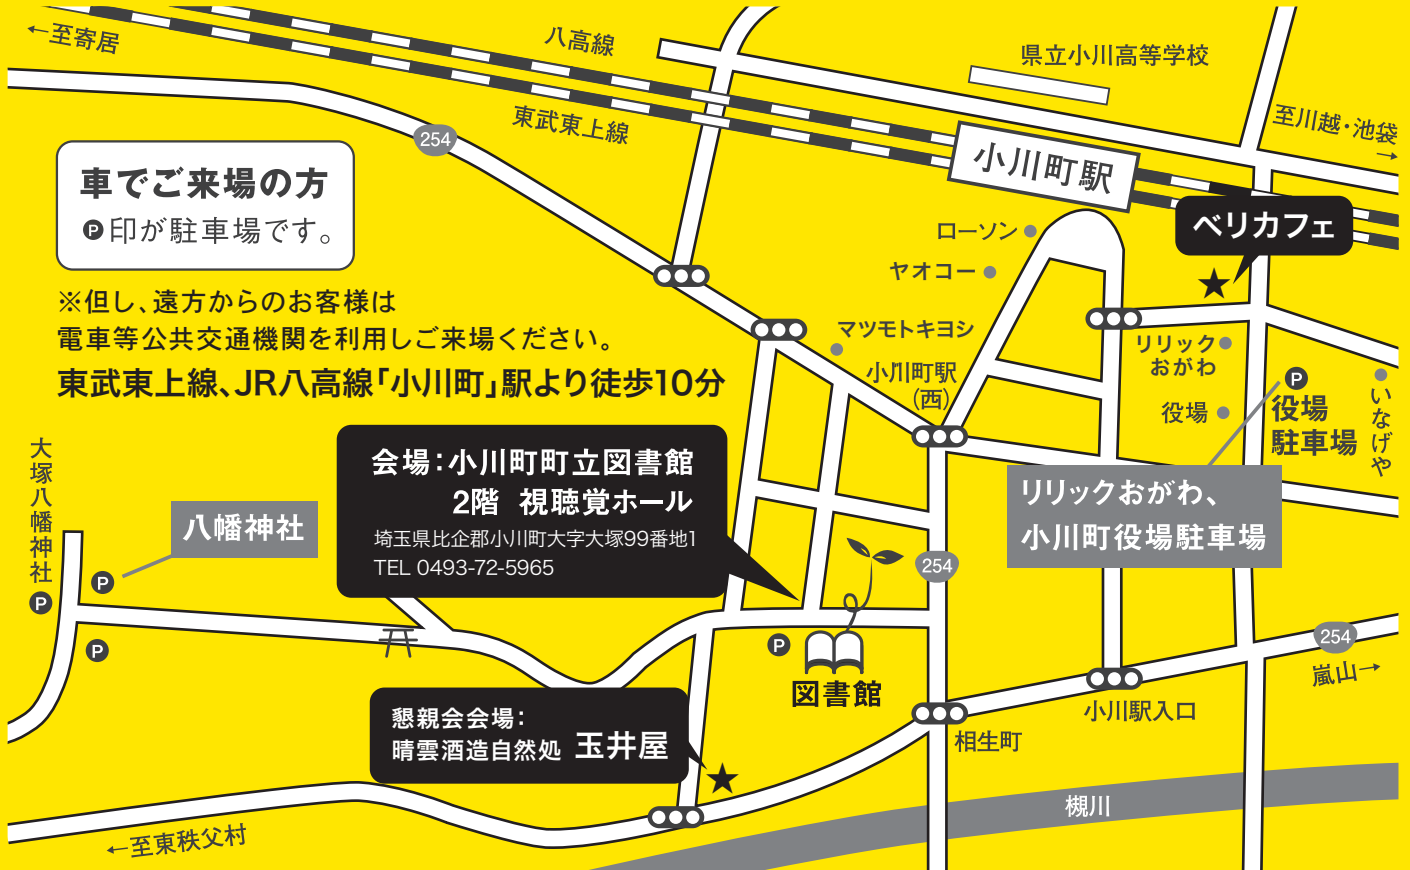 ←至寄居
八高線
東武東上線
県立小川高等学校
至川越・池袋
→
254
小川町駅
車でご来場の方
P印が駐車場です。
ローソン
ベリカフェ
ヤオコー
※但し、遠方からのお客様は
電車等公共交通機関を利用しご来場ください。
東武東上線、JR八高線「小川町」駅より徒歩10分
マツモトキヨシ
小川町駅
(西)
リリック
おがわ
役場
P
役場
駐車場
いなげや
大塚八幡神社
P
会場：小川町町立図書館
2階 視聴覚ホール
埼玉県比企郡小川町大字大塚99番地1
TEL 0493-72-5965
リリックおがわ、
小川町役場駐車場
八幡神社
P
P
254
P
図書館
254
嵐山→
懇親会会場：
晴雲酒造自然処 玉井屋
小川駅入口
相生町
槻川
←至東秩父村